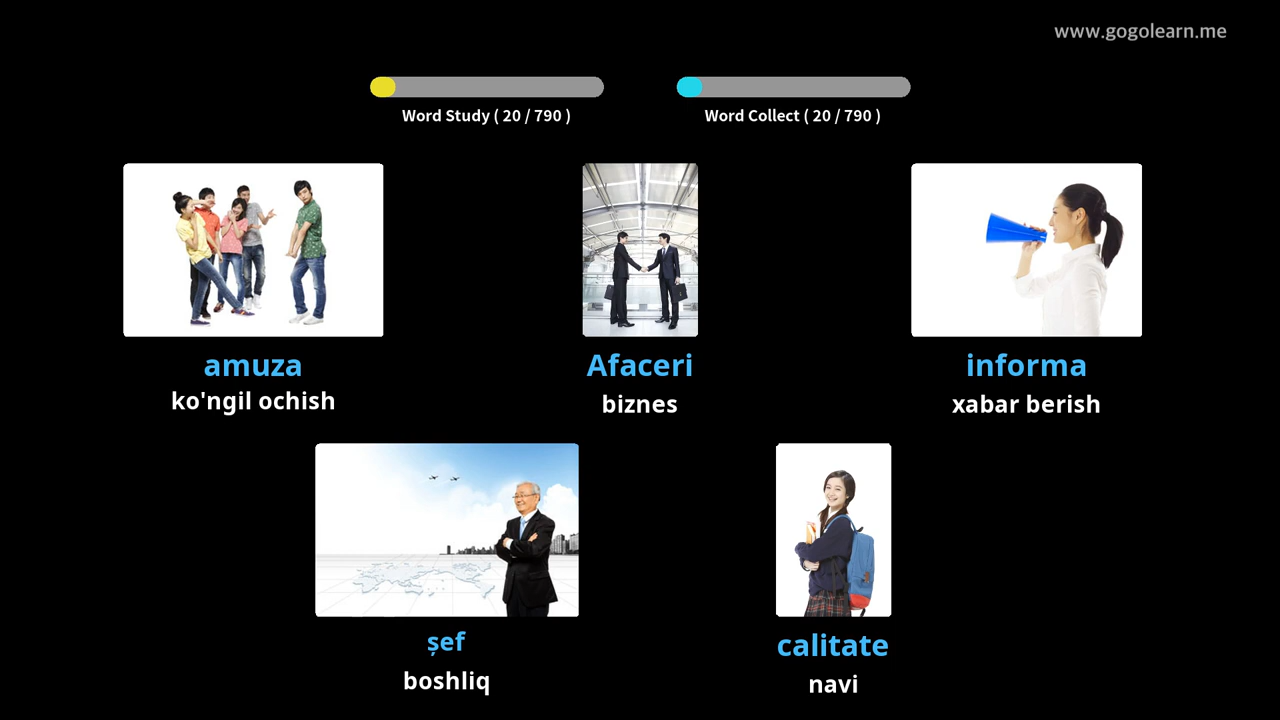 www.gogolearn.me
Word Study ( 20 / 790 )
Word Collect ( 20 / 790 )
amuza
ko'ngil ochish
Afaceri
biznes
informa
xabar berish
șef
boshliq
calitate
navi